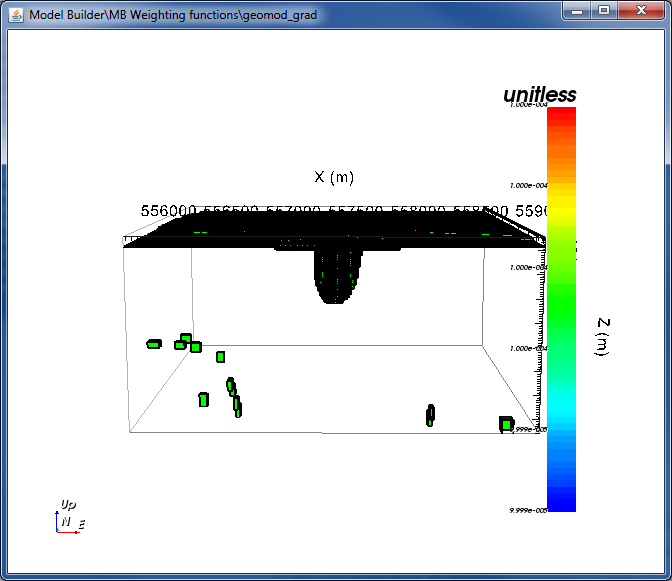 Model Builder\MB Weighting functions\geomod_grad
unitless
1.000e-004
X (m)
1.000e-004
556000 556500 557000 557500 558000 558500 5590
1.000e-004
Z (m)
1.000e-004
9.999e-005
9.999e-005
Up
N E